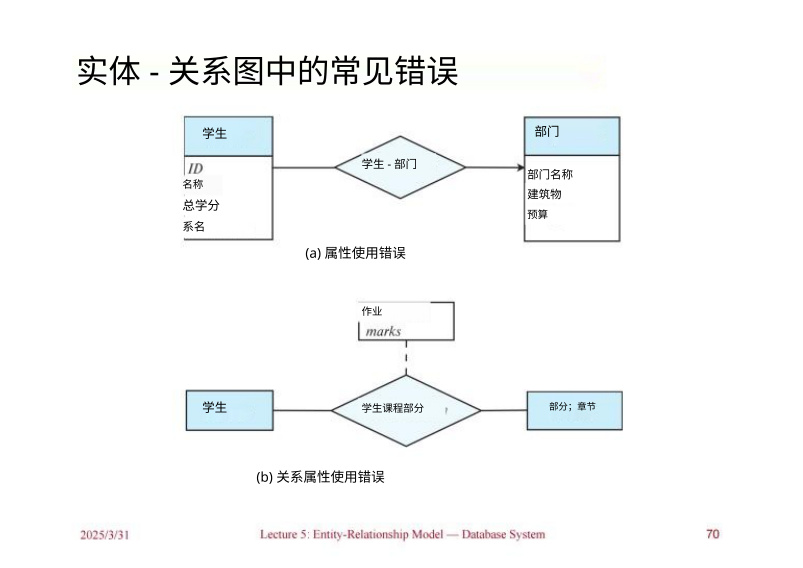 实体 - 关系图中的常见错误
学生
ID
名称
总学分
系名
学生 - 部门
部门
部门名称
建筑物
预算
(a) 属性使用错误
作业
marks
学生
学生课程部分
部分；章节
(b) 关系属性使用错误
2025/3/31
Lecture 5: Entity-Relationship Model — Database System
70